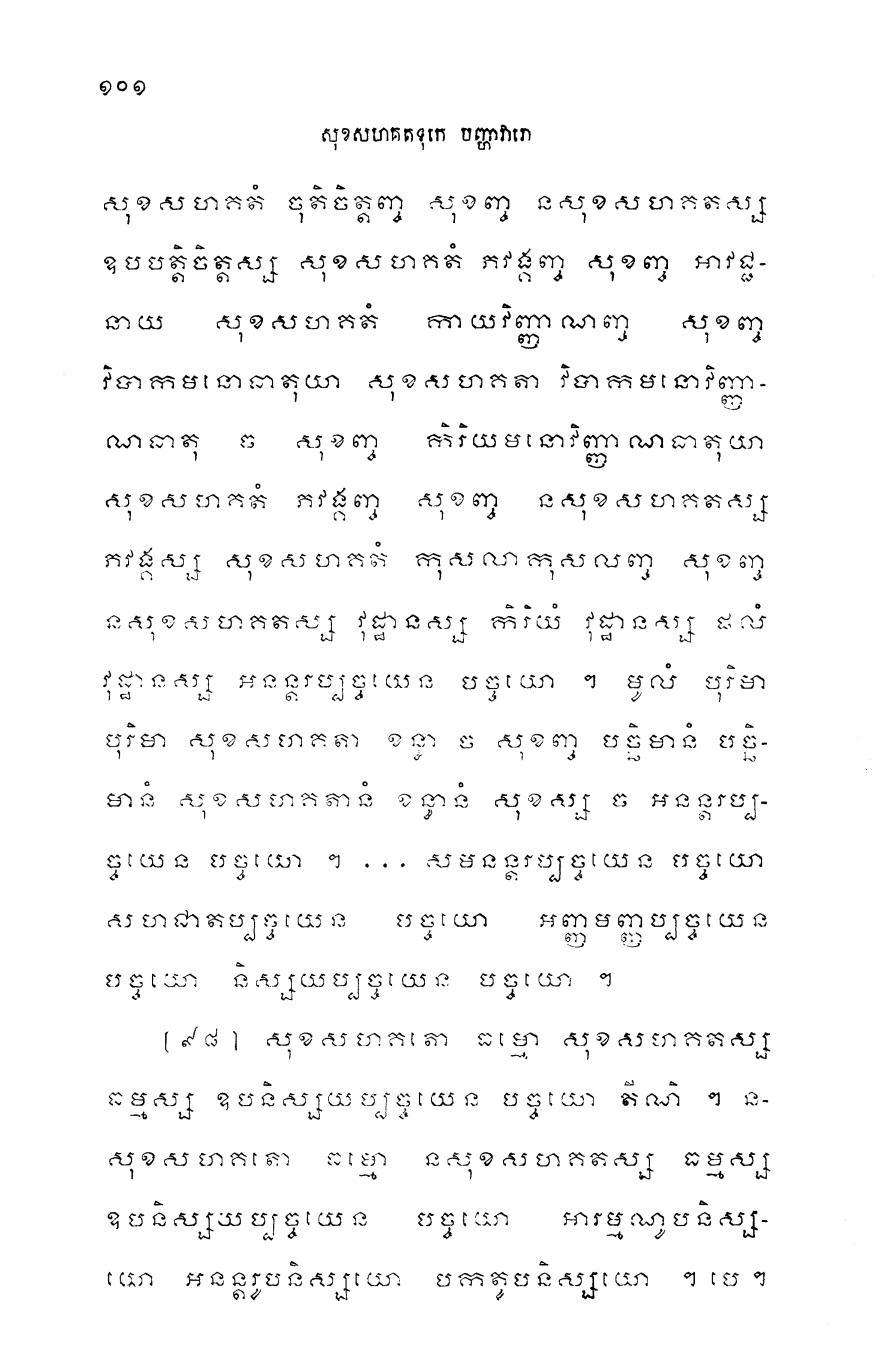 ១០១
សុខសហគតទុកេ បញ្ហាវារោ
សុខសហគតំ ចុតិចិត្តញ្ច សុខញ្ច នសុខសហគតស្ស
ឧបបត្តិចិត្តស្ស សុខសហគតំ ភវង្គញ្ច សុខញ្ច អាវជ្ជ-
នាយ សុខសហគតំ កាយវិញ្ញាណញ្ច សុខញ្ច
វិបាកមនោធាតុយា សុខសហគតា វិបាកមនោវិញ្ញា-
ណធាតុ ច សុខញ្ច កិរិយមនោវិញ្ញាណធាតុយា
សុខសហគតំ ភវង្គញ្ច សុខញ្ច នសុខសហគតស្ស
ភវង្គស្ស សុខសហគតំ កុសលាកុសលញ្ច សុខញ្ច
នសុខសហគតស្ស វុដ្ឋានស្ស កិរិយំ វុដ្ឋានស្ស ផលំ
វុដ្ឋានស្ស អនន្តរប្បច្ចយេន បច្ចយោ ។ មូលំ បុរិមា
បុរិមា សុខសហគតា ខន្ធា ច សុខញ្ច បច្ឆិមានំ បច្ឆិ-
មានំ សុខសហគតានំ ខន្ធានំ សុខស្ស ច អនន្តរប្ប-
ច្ចយេន បច្ចយោ ។ ... សមនន្តរប្បច្ចយេន បច្ចយោ
សហជាតប្បច្ចយេន បច្ចយោ អញ្ញមញ្ញប្បច្ចយេន
បច្ចយោ និស្សយប្បច្ចយេន បច្ចយោ ។
[៩៨] សុខសហគតោ ធម្មោ សុខសហគតស្ស
ធម្មស្ស ឧបនិស្សយប្បច្ចយេន បច្ចយោ តីណិ ។ ន-
សុខសហគតោ ធម្មោ នសុខសហគតស្ស ធម្មស្ស
ឧបនិស្សយប្បច្ចយេន បច្ចយោ អារម្មណូបនិស្ស-
យោ អនន្តរូបនិស្សយោ បកតូបនិស្សយោ ។ បេ ។